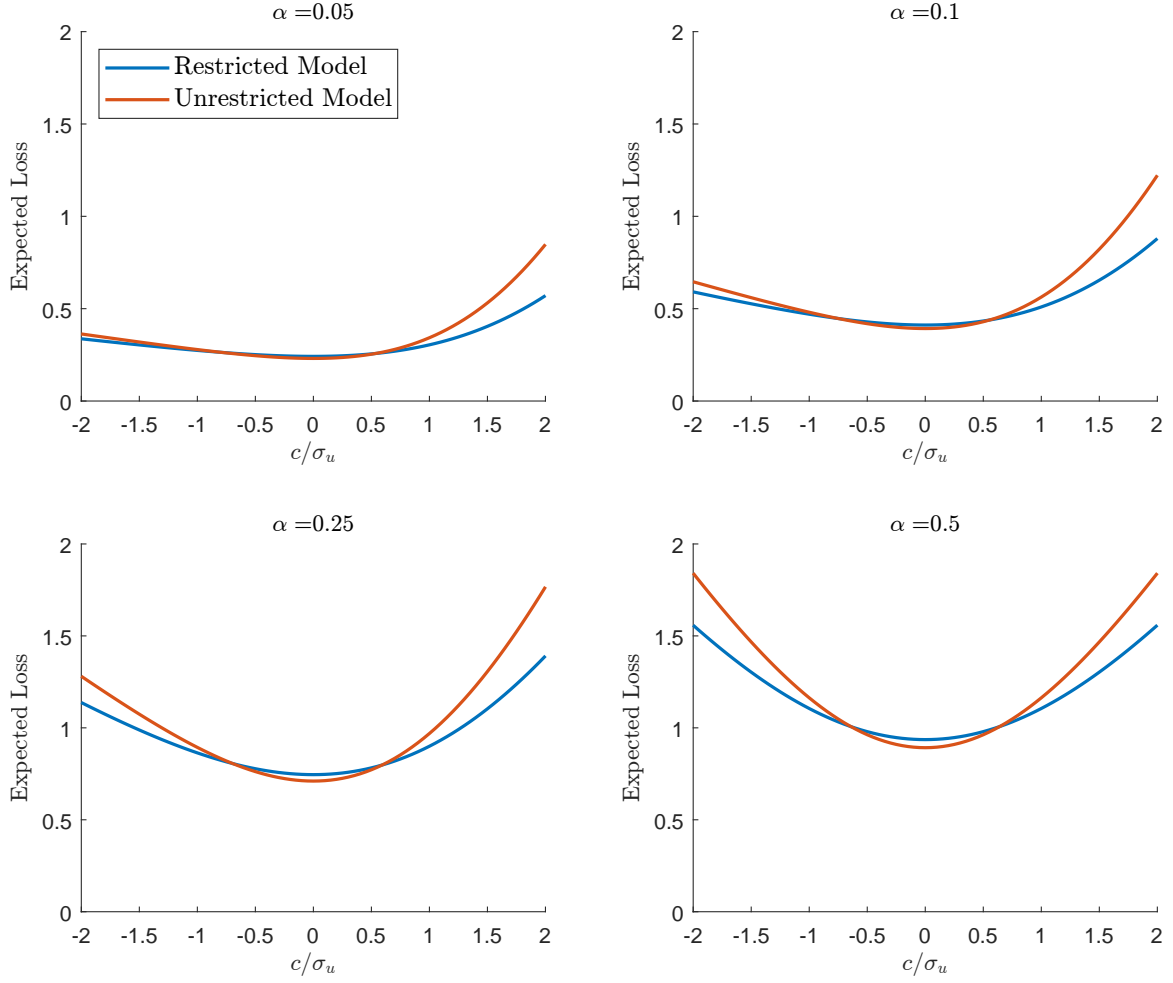 α =0.05
2
1.5
1
0.5
0
Expected Loss
Restricted Model
Unrestricted Model
-2 -1.5 -1 -0.5 0 0.5 1 1.5 2
c/σu
α =0.1
2
1.5
1
0.5
0
Expected Loss
-2 -1.5 -1 -0.5 0 0.5 1 1.5 2
c/σu
α =0.25
2
1.5
1
0.5
0
Expected Loss
-2 -1.5 -1 -0.5 0 0.5 1 1.5 2
c/σu
α =0.5
2
1.5
1
0.5
0
Expected Loss
-2 -1.5 -1 -0.5 0 0.5 1 1.5 2
c/σu